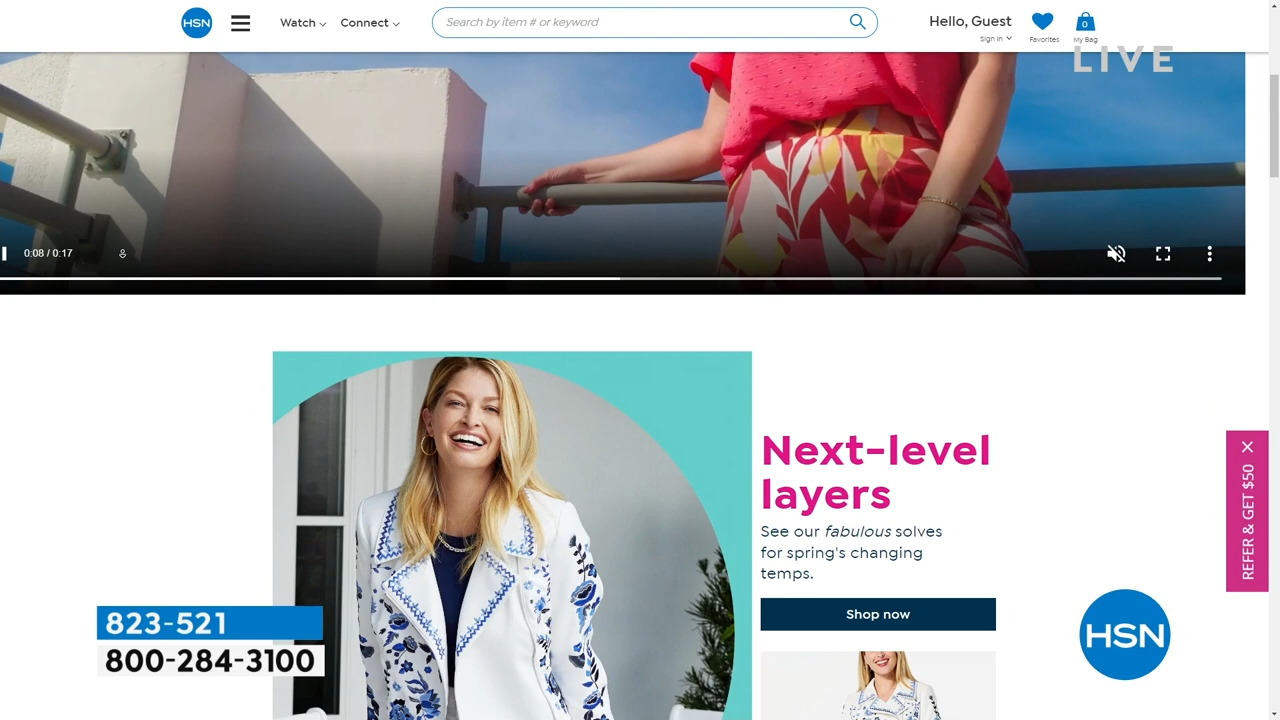 HSN
Watch
Connect
Search by item # or keyword
Hello, Guest
Sign In
Favorites
0
My Bag
LIVE
0:08 / 0:17
Next-level
layers
See our fabulous solves
for spring's changing
temps.
Shop now
REFER & GET $50
823-521
800-284-3100
HSN